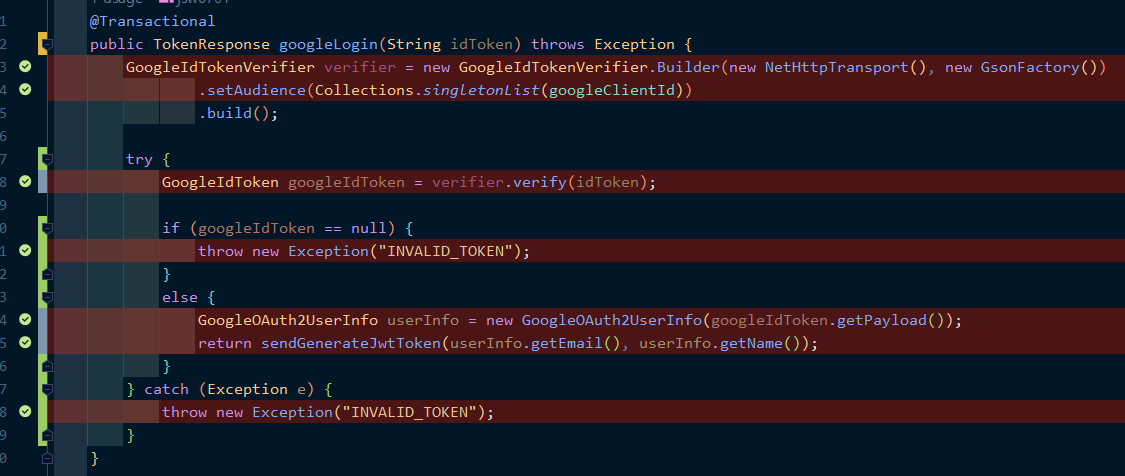 1 usage jsw0701
1 @Transactional
2 public TokenResponse googleLogin(String idToken) throws Exception {
3 GoogleIdTokenVerifier verifier = new GoogleIdTokenVerifier.Builder(new NetHttpTransport(), new GsonFactory())
4 .setAudience(Collections.singletonList(googleClientId))
5 .build();
6
7 try {
8 GoogleIdToken googleIdToken = verifier.verify(idToken);
9
0 if (googleIdToken == null) {
1 throw new Exception("INVALID_TOKEN");
2 }
3 else {
4 GoogleOAuth2UserInfo userInfo = new GoogleOAuth2UserInfo(googleIdToken.getPayload());
5 return sendGenerateJwtToken(userInfo.getEmail(), userInfo.getName());
6 }
7 } catch (Exception e) {
8 throw new Exception("INVALID_TOKEN");
9 }
0 }